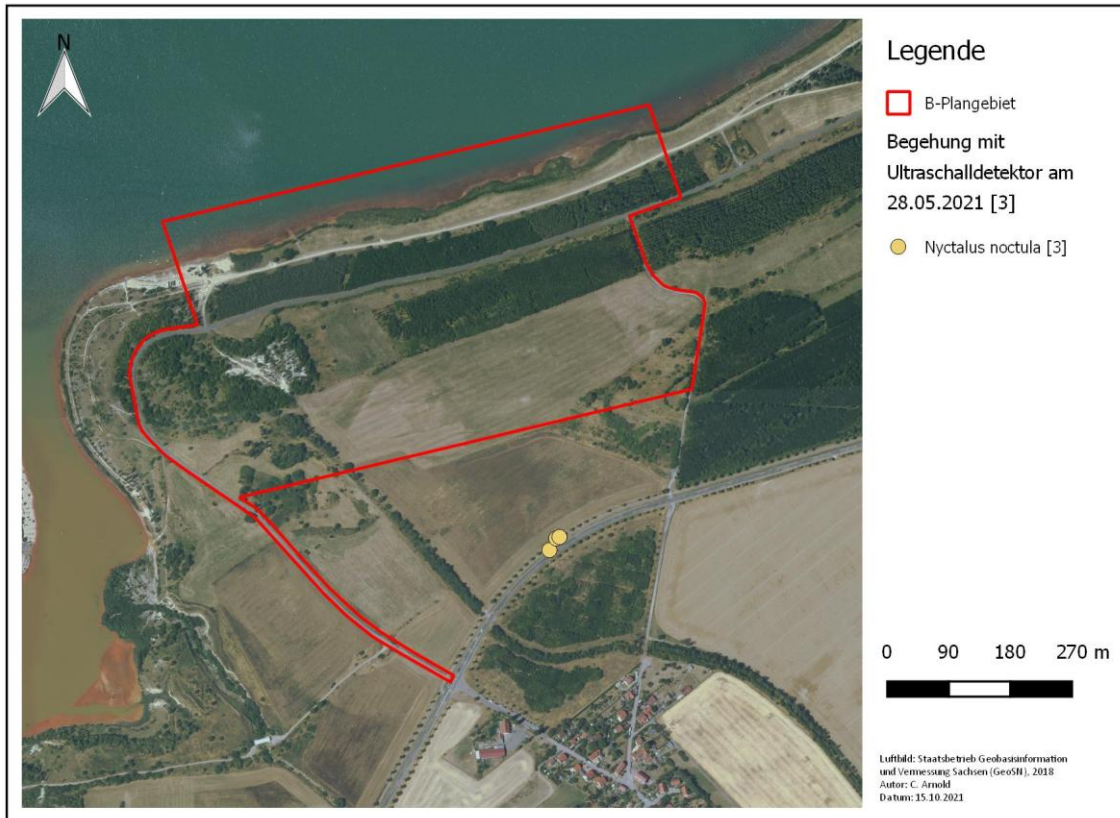 N
Legende
B-Plangebiet
Begehung mit
Ultraschalldetektor am
28.05.2021 [3]
Nyctalus noctula [3]
0 90 180 270 m
Luftbild: Staatsbetrieb Geobasisinformation
und Vermessung Sachsen (GeoSN), 2018
Autor: C. Arnold
Datum: 15.10.2021